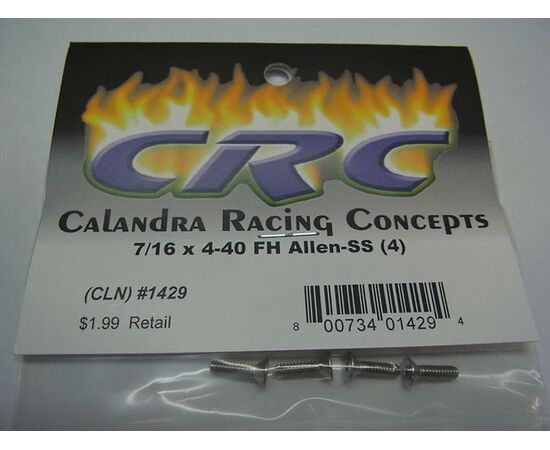 CRC
Calandra Racing Concepts
7/16 x 4-40 FH Allen-SS (4)
(CLN) #1429
$1.99 Retail
8 00734 01429 4